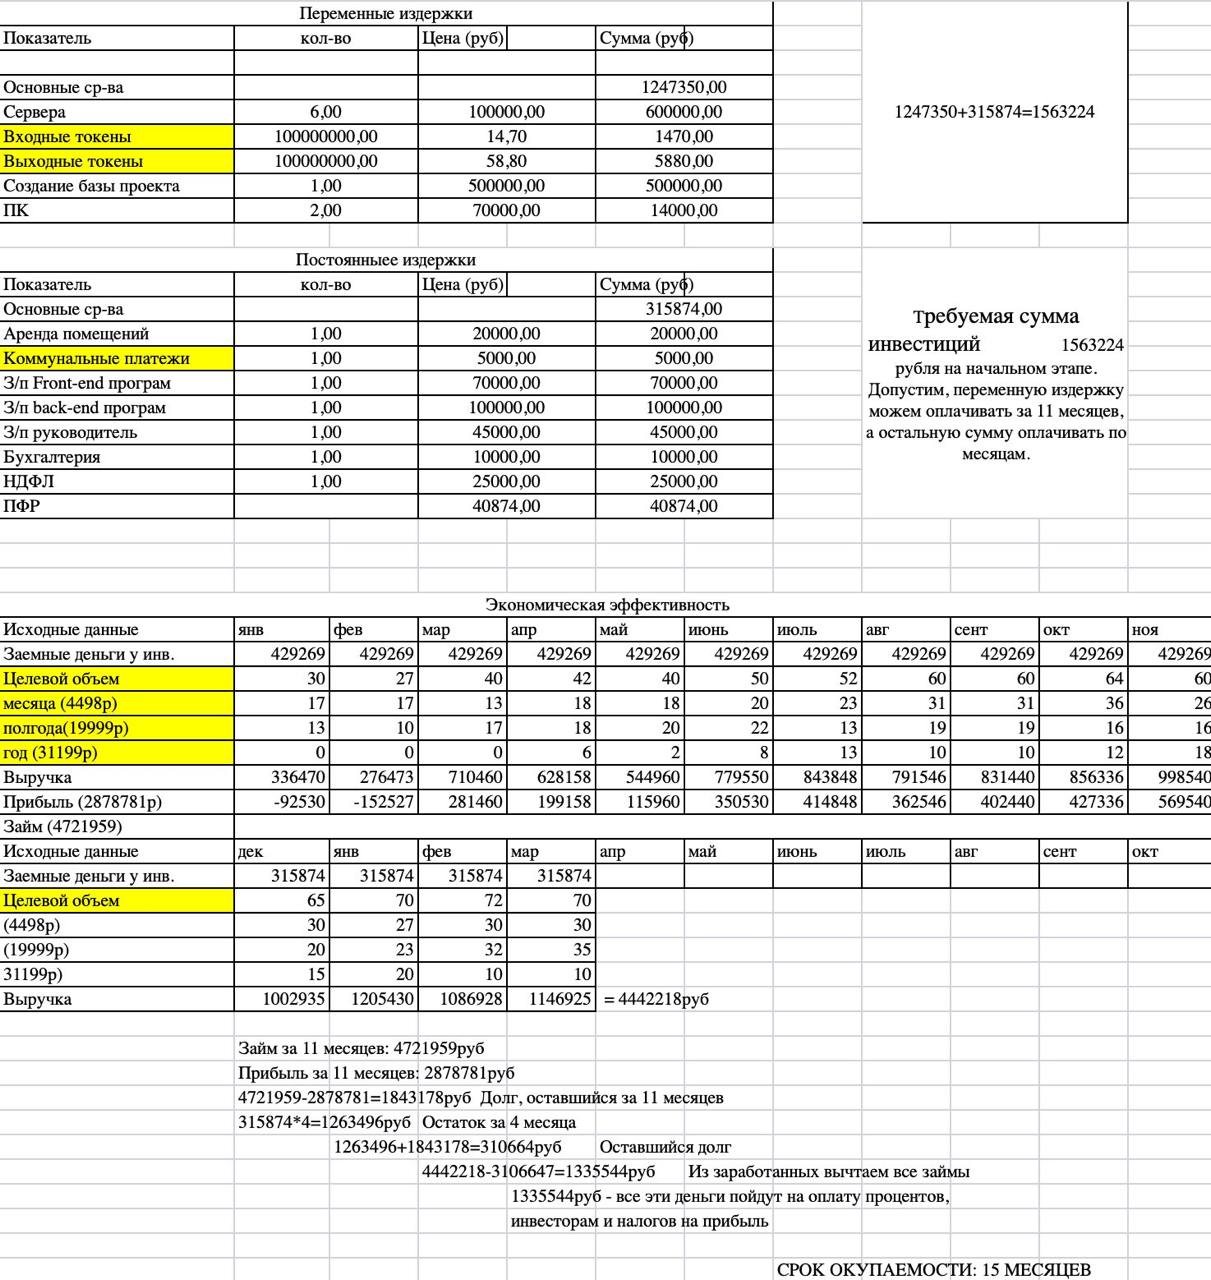 Переменные издержки
Показатель кол-во Цена (руб) Сумма (руб)
Основные ср-ва 1247350,00
Сервера 6,00 100000,00 600000,00 1247350+315874=1563224
Входные токены 100000000,00 14,70 1470,00
Выходные токены 100000000,00 58,80 5880,00
Создание базы проекта 1,00 500000,00 500000,00
ПК 2,00 70000,00 14000,00
Постоянныее издержки
Показатель кол-во Цена (руб) Сумма (руб)
Основные ср-ва 315874,00
Аренда помещений 1,00 20000,00 20000,00
Коммунальные платежи 1,00 5000,00 5000,00
З/п Front-end програм 1,00 70000,00 70000,00
З/п back-end програм 1,00 100000,00 100000,00
З/п руководитель 1,00 45000,00 45000,00
Бухгалтерия 1,00 10000,00 10000,00
НДФЛ 1,00 25000,00 25000,00
ПФР 40874,00 40874,00
Требуемая сумма
инвестиций 1563224
рубля на начальном этапе.
Допустим, переменную издержку
можем оплачивать за 11 месяцев,
а остальную сумму оплачивать по
месяцам.
Экономическая эффективность
Исходные данные янв фев мар апр май июнь июль авг сент окт ноя
Заемные деньги у инв. 429269 429269 429269 429269 429269 429269 429269 429269 429269 429269 429269
Целевой объем 30 27 40 42 40 50 52 60 60 64 60
месяца (4498р) 17 17 13 18 18 20 23 31 31 36 26
полгода(19999р) 13 10 17 18 20 22 13 19 19 16 16
год (31199р) 0 0 0 6 2 8 13 10 10 12 18
Выручка 336470 276473 710460 628158 544960 779550 843848 791546 831440 856336 998540
Прибыль (2878781р) -92530 -152527 281460 199158 115960 350530 414848 362546 402440 427336 569540
Займ (4721959)
Исходные данные дек янв фев мар апр май июнь июль авг сент окт
Заемные деньги у инв. 315874 315874 315874 315874
Целевой объем 65 70 72 70
(4498р) 30 27 30 30
(19999р) 20 23 32 35
31199р) 15 20 10 10
Выручка 1002935 1205430 1086928 1146925 = 4442218руб
Займ за 11 месяцев: 4721959руб
Прибыль за 11 месяцев: 2878781руб
4721959-2878781=1843178руб Долг, оставшийся за 11 месяцев
315874*4=1263496руб Остаток за 4 месяца
1263496+1843178=310664руб Оставшийся долг
4442218-3106647=1335544руб Из заработанных вычтаем все займы
1335544руб - все эти деньги пойдут на оплату процентов,
инвесторам и налогов на прибыль
СРОК ОКУПАЕМОСТИ: 15 МЕСЯЦЕВ